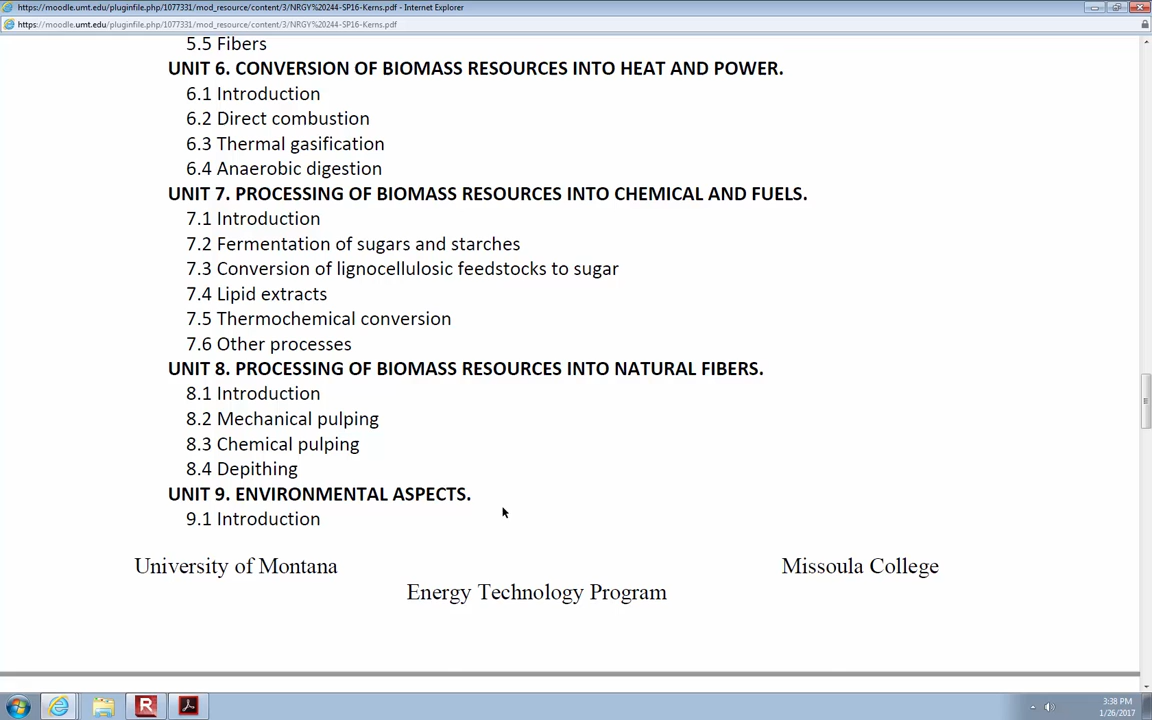 https://moodle.umt.edu/pluginfile.php/1077331/mod_resource/content/3/NRGY%20244-SP16-Kerns.pdf - Internet Explorer
https://moodle.umt.edu/pluginfile.php/1077331/mod_resource/content/3/NRGY%20244-SP16-Kerns.pdf
5.5 Fibers
UNIT 6. CONVERSION OF BIOMASS RESOURCES INTO HEAT AND POWER.
6.1 Introduction
6.2 Direct combustion
6.3 Thermal gasification
6.4 Anaerobic digestion
UNIT 7. PROCESSING OF BIOMASS RESOURCES INTO CHEMICAL AND FUELS.
7.1 Introduction
7.2 Fermentation of sugars and starches
7.3 Conversion of lignocellulosic feedstocks to sugar
7.4 Lipid extracts
7.5 Thermochemical conversion
7.6 Other processes
UNIT 8. PROCESSING OF BIOMASS RESOURCES INTO NATURAL FIBERS.
8.1 Introduction
8.2 Mechanical pulping
8.3 Chemical pulping
8.4 Depithing
UNIT 9. ENVIRONMENTAL ASPECTS.
9.1 Introduction
University of Montana Missoula College
Energy Technology Program
3:38 PM
1/26/2017